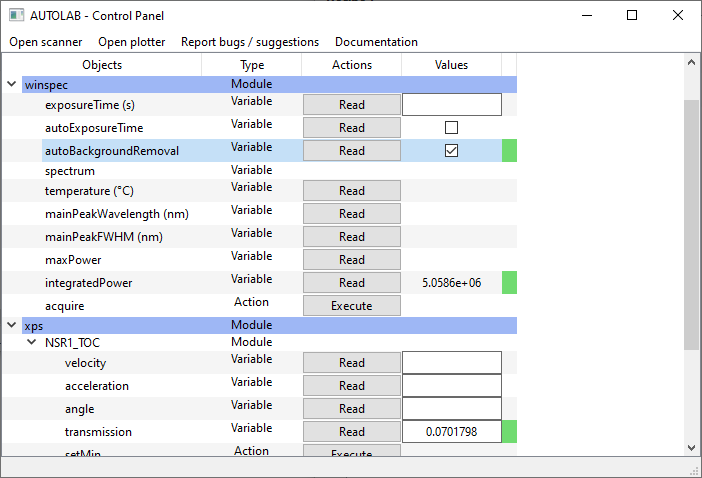 AUTOLAB - Control Panel
Open scanner Open plotter Report bugs / suggestions Documentation
Objects Type Actions Values
winspec Module
exposureTime (s) Variable Read
autoExposureTime Variable Read
autoBackgroundRemoval Variable Read
spectrum Variable
temperature (°C) Variable Read
mainPeakWavelength (nm) Variable Read
mainPeakFWHM (nm) Variable Read
maxPower Variable Read
integratedPower Variable Read 5.0586e+06
acquire Action Execute
xps Module
NSR1_TOC Module
velocity Variable Read
acceleration Variable Read
angle Variable Read
transmission Variable Read 0.0701798
setMin Action Execute